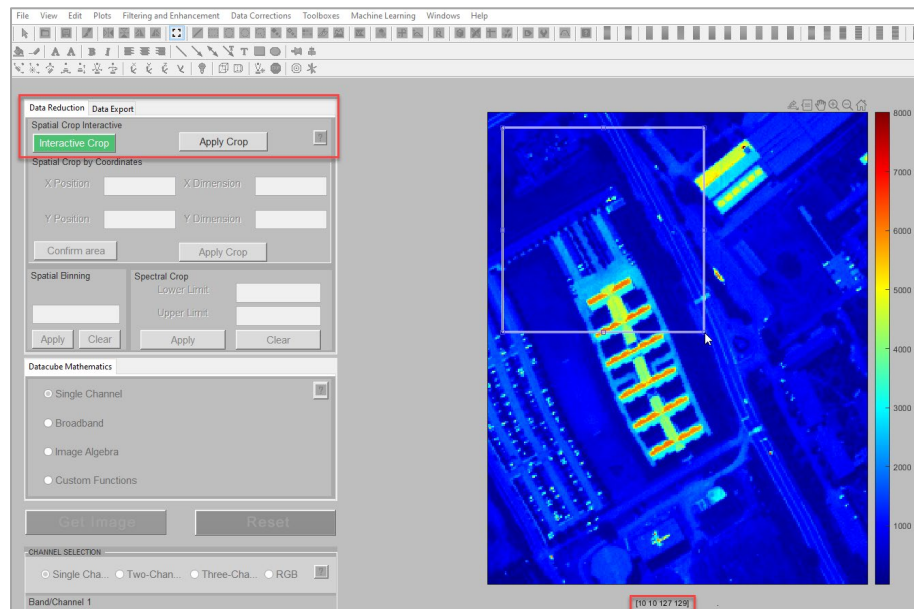 File View Edit Plots Filtering and Enhancement Data Corrections Toolboxes Machine Learning Windows Help
Data Reduction Data Export
Spatial Crop Interactive
Interactive Crop Apply Crop ?
Spatial Crop by Coordinates
X Position X Dimension
Y Position Y Dimension
Confirm area Apply Crop
Spatial Binning Spectral Crop
Lower Limit
Upper Limit
Apply Clear Apply Clear
Datacube Mathematics
Single Channel ?
Broadband
Image Algebra
Custom Functions
Get Image Reset
CHANNEL SELECTION
Single Cha... Two-Chan... Three-Cha... RGB ?
Band/Channel 1
8000
7000
6000
5000
4000
3000
2000
1000
[10 10 127 129]